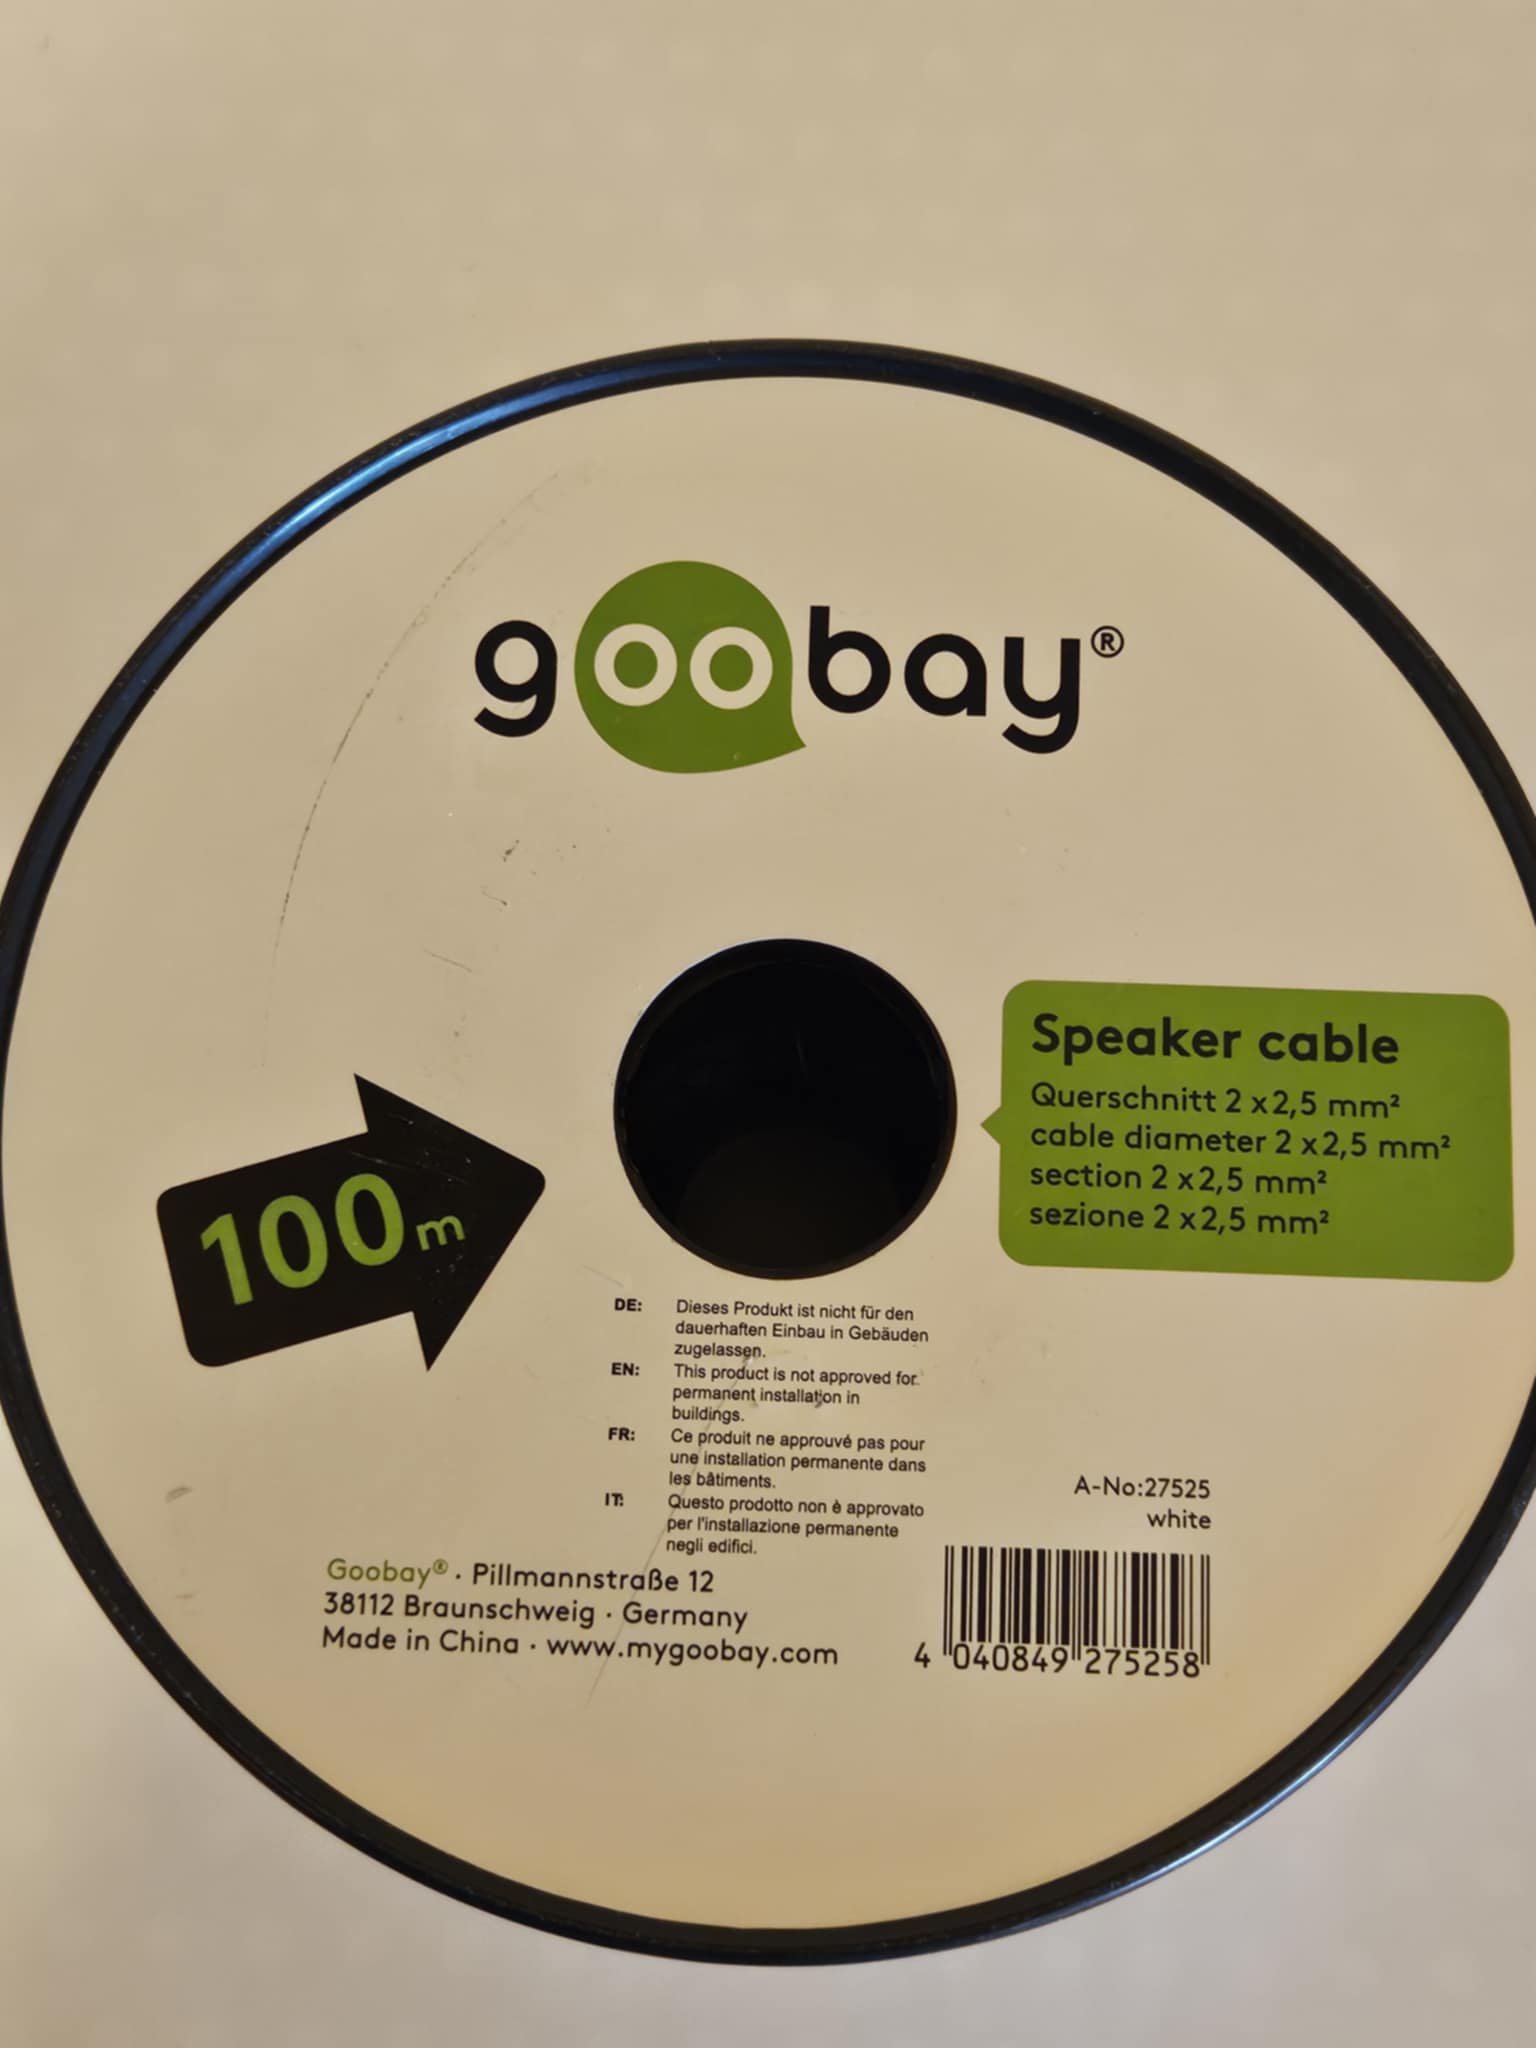 goobay®
Speaker cable
Querschnitt 2 x 2,5 mm²
cable diameter 2 x 2,5 mm²
section 2 x 2,5 mm²
sezione 2 x 2,5 mm²
100 m
DE: Dieses Produkt ist nicht für den
dauerhaften Einbau in Gebäuden
zugelassen.
EN: This product is not approved for
permanent installation in
buildings.
FR: Ce produit ne approuvé pas pour
une installation permanente dans
les bâtiments.
IT: Questo prodotto non è approvato
per l'installazione permanente
negli edifici.
A-No:27525
white
Goobay® · Pillmannstraße 12
38112 Braunschweig · Germany
Made in China · www.mygoobay.com
4 040849 275258